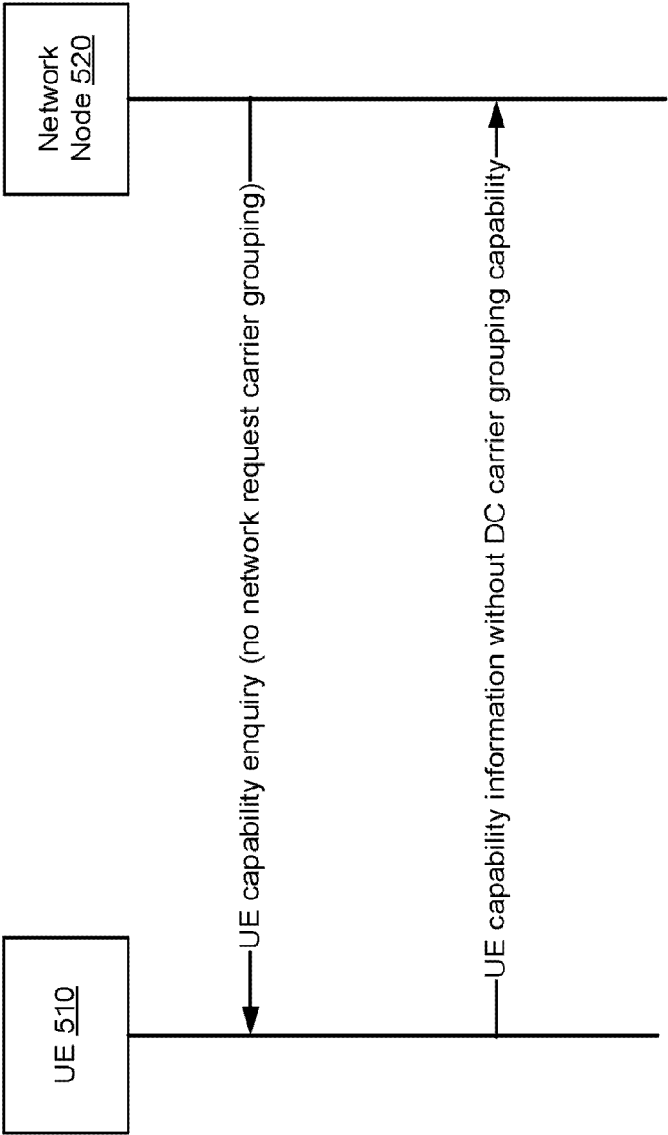 UE 510
Network
Node 520
UE capability enquiry (no network request carrier grouping)
UE capability information without DC carrier grouping capability